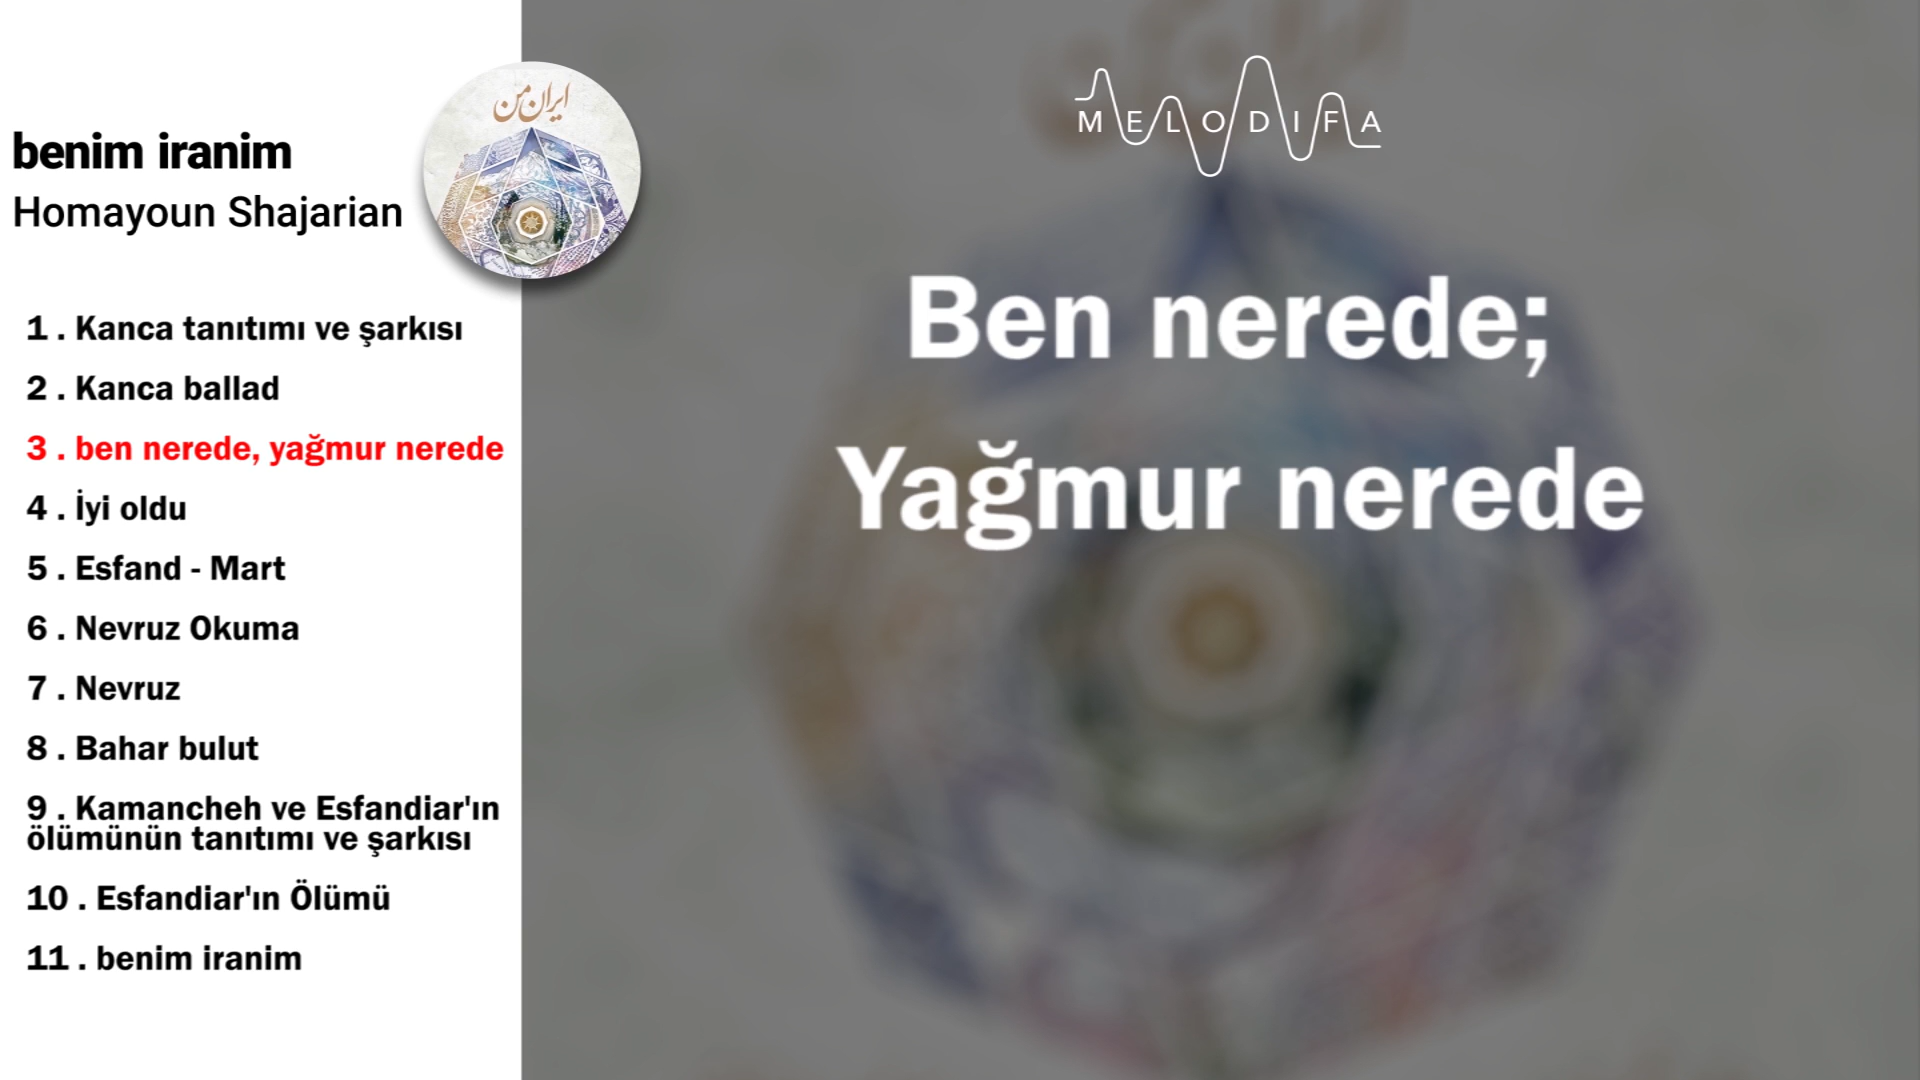 benim iranim
Homayoun Shajarian
ایران من
1 . Kanca tanıtımı ve şarkısı
2 . Kanca ballad
3 . ben nerede, yağmur nerede
4 . İyi oldu
5 . Esfand - Mart
6 . Nevruz Okuma
7 . Nevruz
8 . Bahar bulut
9 . Kamancheh ve Esfandiar'ın
ölümünün tanıtımı ve şarkısı
10 . Esfandiar'ın Ölümü
11 . benim iranim
MELODIFA
Ben nerede;
Yağmur nerede